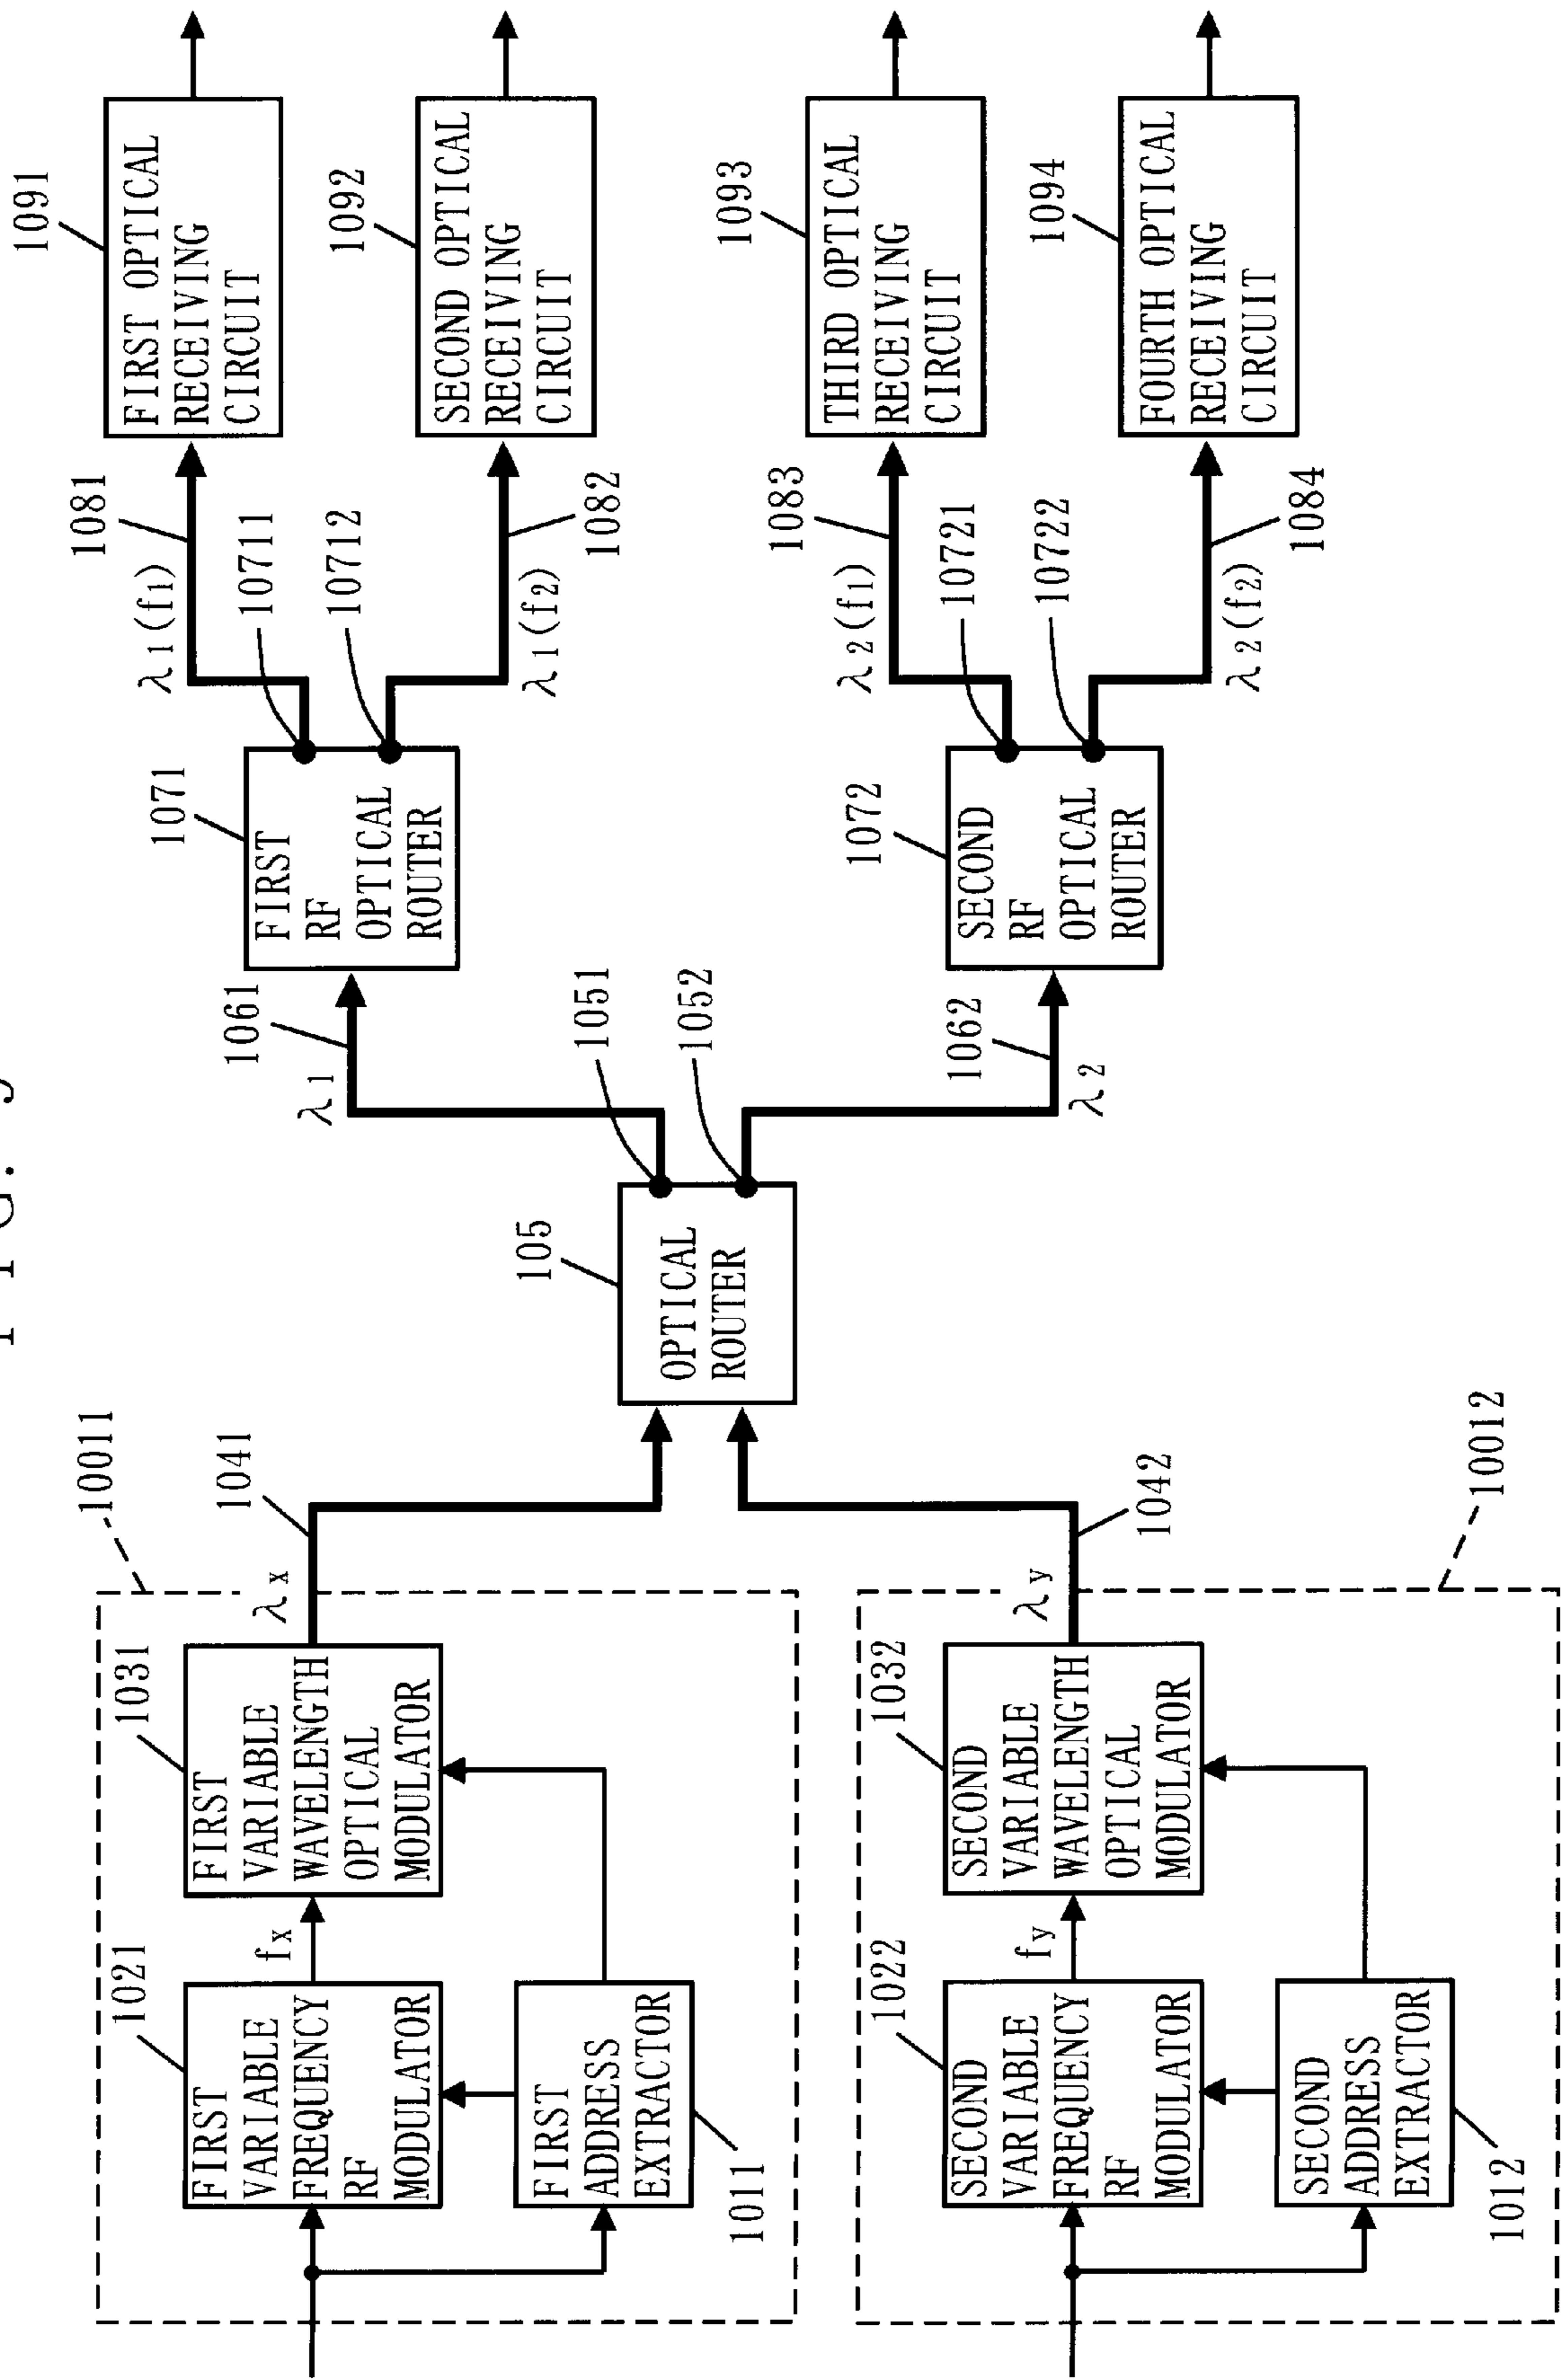 10011
1021
FIRST
VARIABLE
FREQUENCY
RF
MODULATOR
fx
1031
FIRST
VARIABLE
WAVELENGTH
OPTICAL
MODULATOR
λx
1041
FIRST
ADDRESS
EXTRACTOR
1011
1022
SECOND
VARIABLE
FREQUENCY
RF
MODULATOR
fy
1032
SECOND
VARIABLE
WAVELENGTH
OPTICAL
MODULATOR
λy
1042
SECOND
ADDRESS
EXTRACTOR
1012
10012
105
OPTICAL
ROUTER
1051
1052
λ1
1061
1062
λ2
1071
FIRST
RF
OPTICAL
ROUTER
10711
10712
1072
SECOND
RF
OPTICAL
ROUTER
10721
10722
λ1(f1)
1081
λ1(f2)
1082
λ2(f1)
1083
λ2(f2)
1084
1091
FIRST OPTICAL
RECEIVING
CIRCUIT
1092
SECOND OPTICAL
RECEIVING
CIRCUIT
1093
THIRD OPTICAL
RECEIVING
CIRCUIT
1094
FOURTH OPTICAL
RECEIVING
CIRCUIT